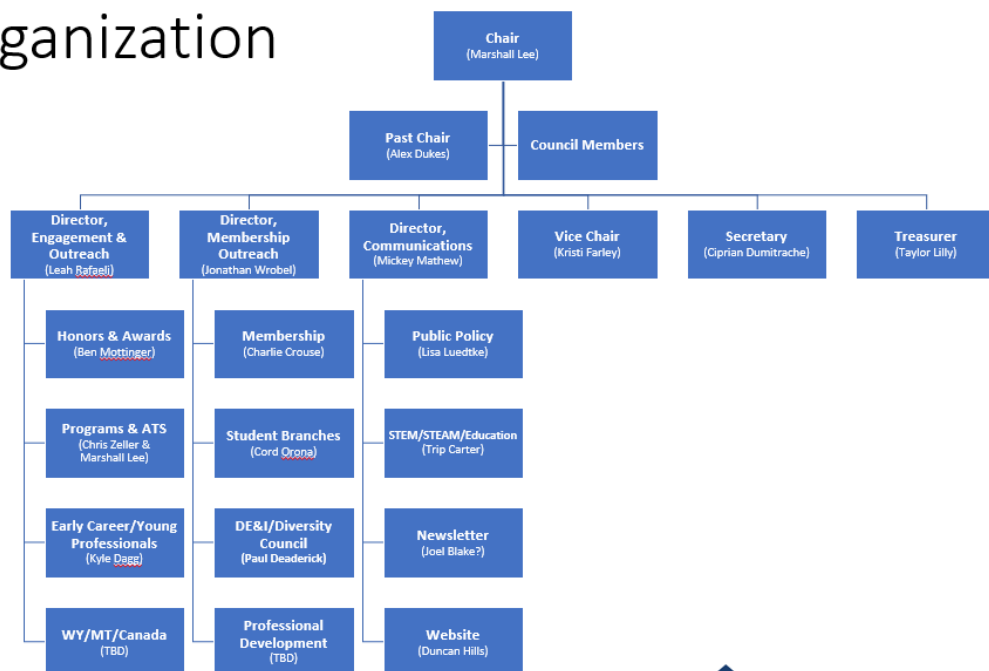 ganization
Chair
(Marshall Lee)
Past Chair
(Alex Dukes)
Council Members
Director,
Engagement &
Outreach
(Leah Rafaeli)
Director,
Membership
Outreach
(Jonathan Wrobel)
Director,
Communications
(Mickey Mathew)
Vice Chair
(Kristi Farley)
Secretary
(Ciprian Dumitrache)
Treasurer
(Taylor Lilly)
Honors & Awards
(Ben Mottinger)
Membership
(Charlie Crouse)
Public Policy
(Lisa Luedtke)
Programs & ATS
(Chris Zeller &
Marshall Lee)
Student Branches
(Cord Orona)
STEM/STEAM/Education
(Trip Carter)
Early Career/Young
Professionals
(Kyle Dagg)
DE&I/Diversity
Council
(Paul Deaderick)
Newsletter
(Joel Blake?)
WY/MT/Canada
(TBD)
Professional
Development
(TBD)
Website
(Duncan Hills)